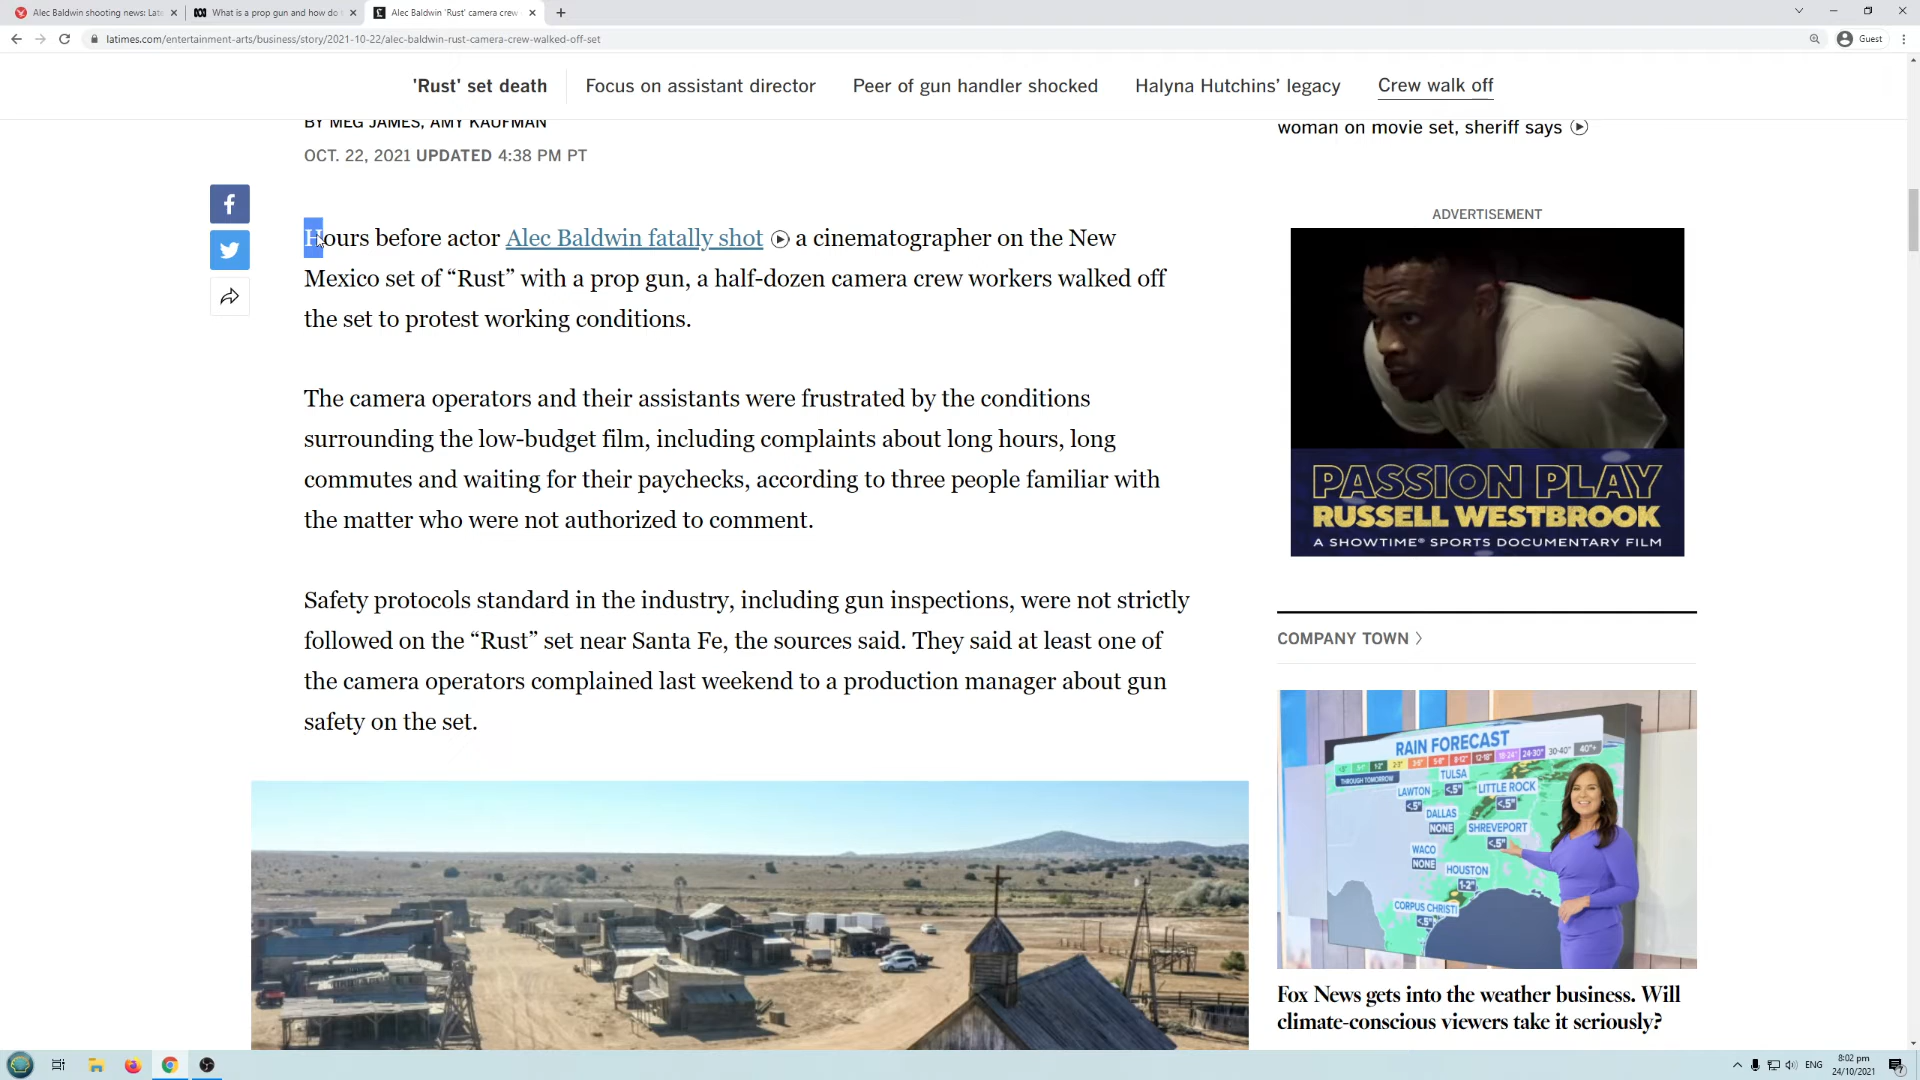 Alec Baldwin shooting news: Late
What is a prop gun and how do
Alec Baldwin 'Rust' camera crew
latimes.com/entertainment-arts/business/story/2021-10-22/alec-baldwin-rust-camera-crew-walked-off-set
Guest
'Rust' set death
Focus on assistant director
Peer of gun handler shocked
Halyna Hutchins’ legacy
Crew walk off
BY MEG JAMES, AMY KAUFMAN
OCT. 22, 2021 UPDATED 4:38 PM PT
Hours before actor Alec Baldwin fatally shot a cinematographer on the New
Mexico set of “Rust” with a prop gun, a half-dozen camera crew workers walked off
the set to protest working conditions.
The camera operators and their assistants were frustrated by the conditions
surrounding the low-budget film, including complaints about long hours, long
commutes and waiting for their paychecks, according to three people familiar with
the matter who were not authorized to comment.
Safety protocols standard in the industry, including gun inspections, were not strictly
followed on the “Rust” set near Santa Fe, the sources said. They said at least one of
the camera operators complained last weekend to a production manager about gun
safety on the set.
woman on movie set, sheriff says
ADVERTISEMENT
PASSION PLAY
RUSSELL WESTBROOK
A SHOWTIME® SPORTS DOCUMENTARY FILM
COMPANY TOWN
RAIN FORECAST
THROUGH TOMORROW
TULSA
<.5"
LAWTON
<.5"
LITTLE ROCK
<.5"
DALLAS
NONE
SHREVEPORT
<.5"
WACO
NONE
HOUSTON
1-2"
CORPUS CHRISTI
<.5"
Fox News gets into the weather business. Will
climate-conscious viewers take it seriously?
ENG
8:02 pm
24/10/2021